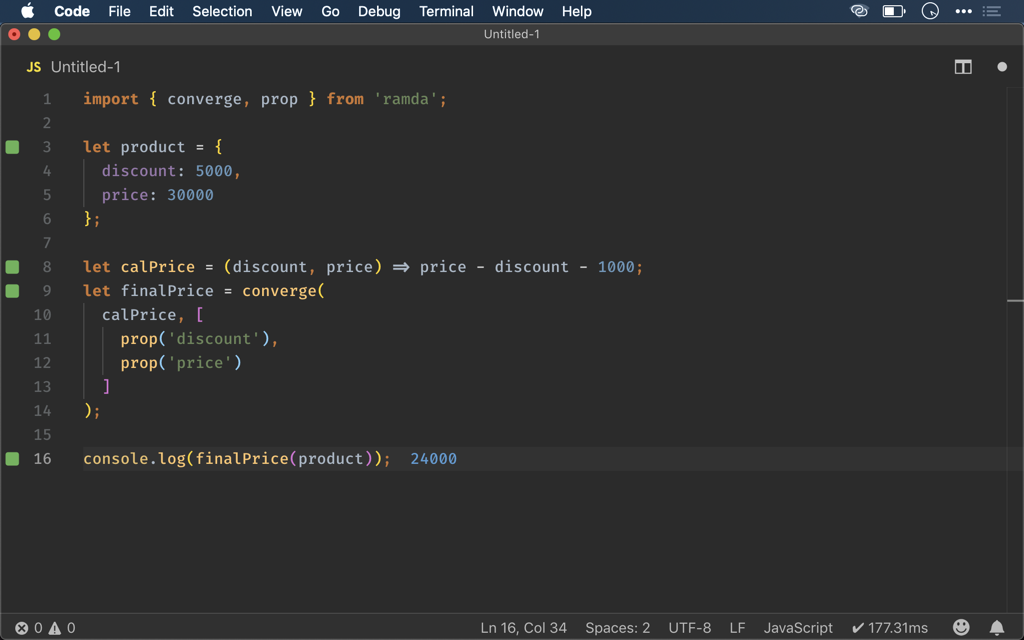 Code File Edit Selection View Go Debug Terminal Window Help
Untitled-1
JS Untitled-1
1 import { converge, prop } from 'ramda';
2
3 let product = {
4 discount: 5000,
5 price: 30000
6 };
7
8 let calPrice = (discount, price) => price - discount - 1000;
9 let finalPrice = converge(
10 calPrice, [
11 prop('discount'),
12 prop('price')
13 ]
14 );
15
16 console.log(finalPrice(product)); 24000
0 0 Ln 16, Col 34 Spaces: 2 UTF-8 LF JavaScript ✔ 177.31ms